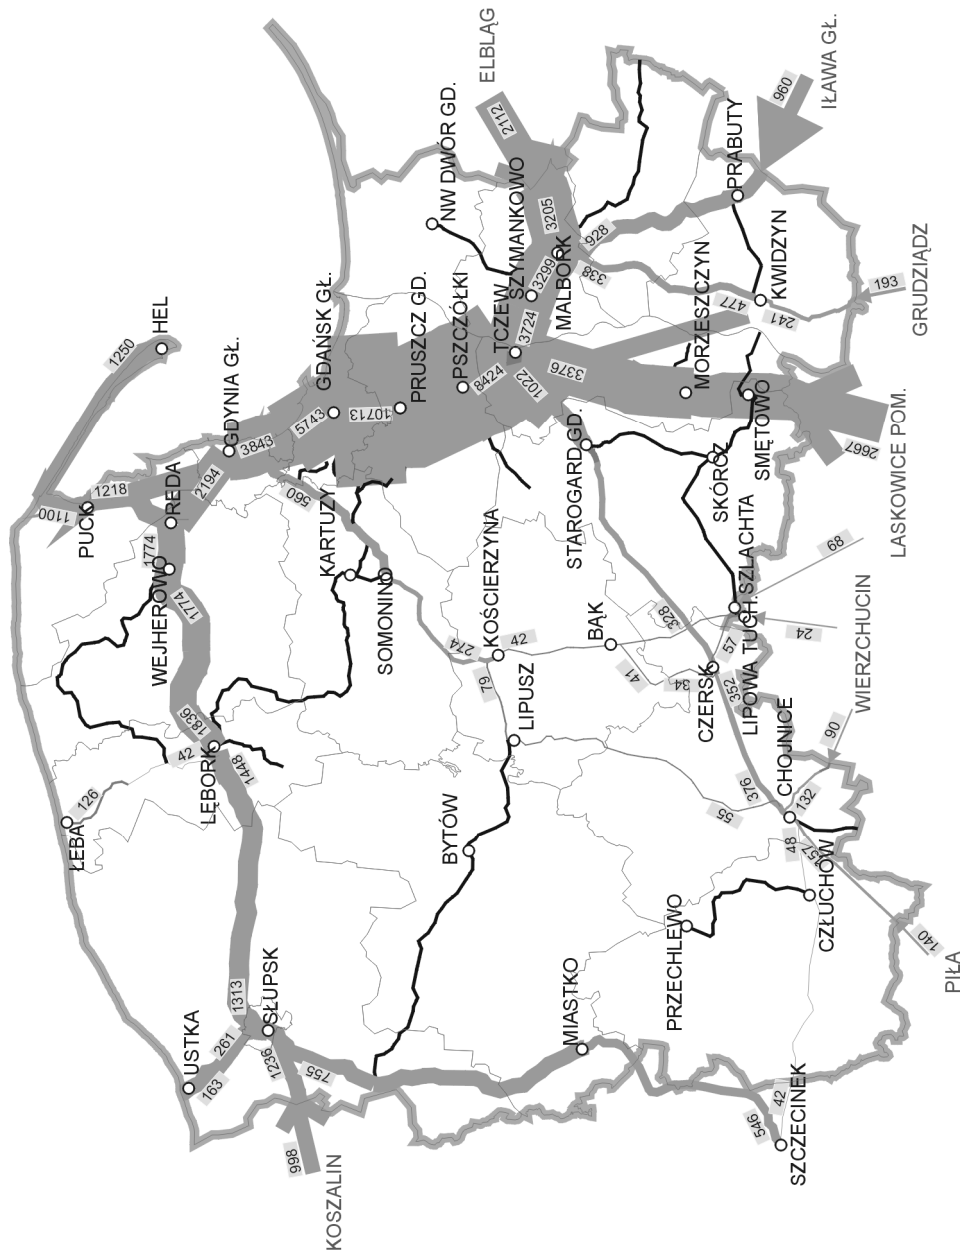 ELBLĄG
2112
IŁAWA GŁ.
960
NW DWÓR GD.
PRABUTY
SZYMANKOWO
3205
928
HEL
1250
3299
MALBORK
338
KWIDZYN
477
241
193
GRUDZIĄDZ
GDAŃSK GŁ.
PRUSZCZ GD.
PSZCZÓŁKI
TCZEW
3724
MORZESZCZYN
GDYNIA GŁ.
5743
10713
8424
1022
3376
SMĘTOWO
2667
LASKOWICE POM.
3843
STAROGARD GD.
SKÓRCZ
REDA
2194
560
1218
1100
PUCK
KARTUZY
1774
WEJHEROWO
1774
SOMONINO
KOŚCIERZYNA
SZLACHTA
68
LIPOWA TUCH.
24
WIERZCHUCIN
274
42
BĄK
328
57
79
LIPUSZ
41
34
CZERSK
352
1836
LĘBORK
42
1448
126
ŁEBA
BYTÓW
376
55
CHOJNICE
132
90
48
157
CZŁUCHÓW
140
PIŁA
PRZECHLEWO
MIASTKO
1313
SŁUPSK
USTKA
261
163
1236
755
998
KOSZALIN
546
42
SZCZECINEK